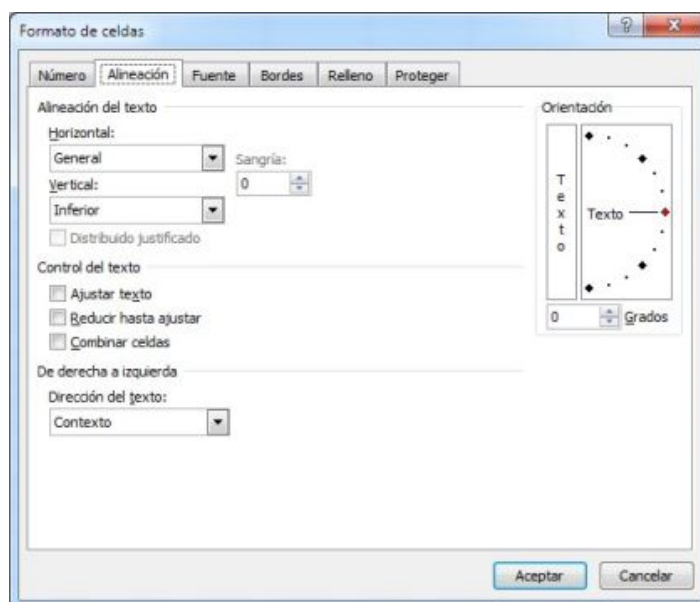 Formato de celdas
Número Alineación Fuente Bordes Relleno Proteger
Alineación del texto
Horizontal:
General
Sangría:
0
Vertical:
Inferior
Distribuido justificado
Control del texto
Ajustar texto
Reducir hasta ajustar
Combinar celdas
De derecha a izquierda
Dirección del texto:
Contexto
Orientación
Texto
Texto
0 Grados
Aceptar Cancelar